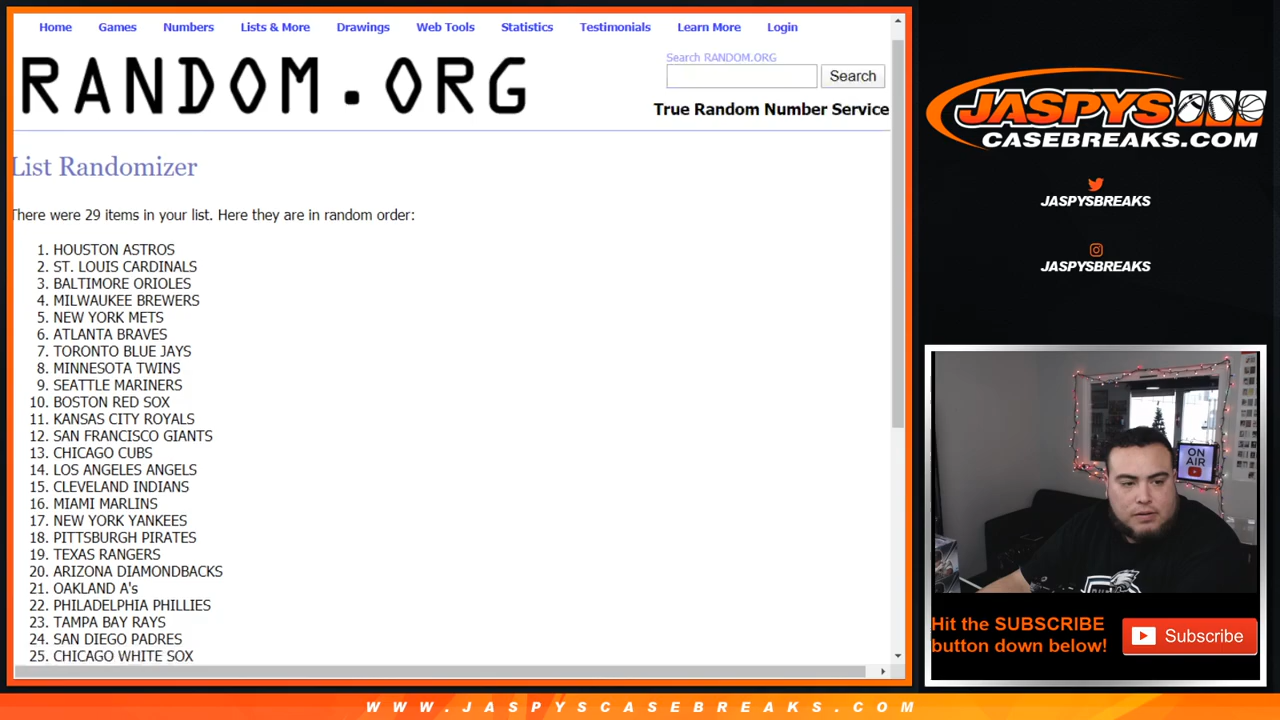 Home Games Numbers Lists & More Drawings Web Tools Statistics Testimonials Learn More Login
RANDOM.ORG
Search RANDOM.ORG
Search
True Random Number Service
List Randomizer
There were 29 items in your list. Here they are in random order:
1. HOUSTON ASTROS
2. ST. LOUIS CARDINALS
3. BALTIMORE ORIOLES
4. MILWAUKEE BREWERS
5. NEW YORK METS
6. ATLANTA BRAVES
7. TORONTO BLUE JAYS
8. MINNESOTA TWINS
9. SEATTLE MARINERS
10. BOSTON RED SOX
11. KANSAS CITY ROYALS
12. SAN FRANCISCO GIANTS
13. CHICAGO CUBS
14. LOS ANGELES ANGELS
15. CLEVELAND INDIANS
16. MIAMI MARLINS
17. NEW YORK YANKEES
18. PITTSBURGH PIRATES
19. TEXAS RANGERS
20. ARIZONA DIAMONDBACKS
21. OAKLAND A's
22. PHILADELPHIA PHILLIES
23. TAMPA BAY RAYS
24. SAN DIEGO PADRES
25. CHICAGO WHITE SOX
JASPYS
CASEBREAKS.COM
JASPYSBREAKS
JASPYSBREAKS
ON
AIR
Hit the SUBSCRIBE
button down below!
Subscribe
WWW.JASPYSCASEBREAKS.COM